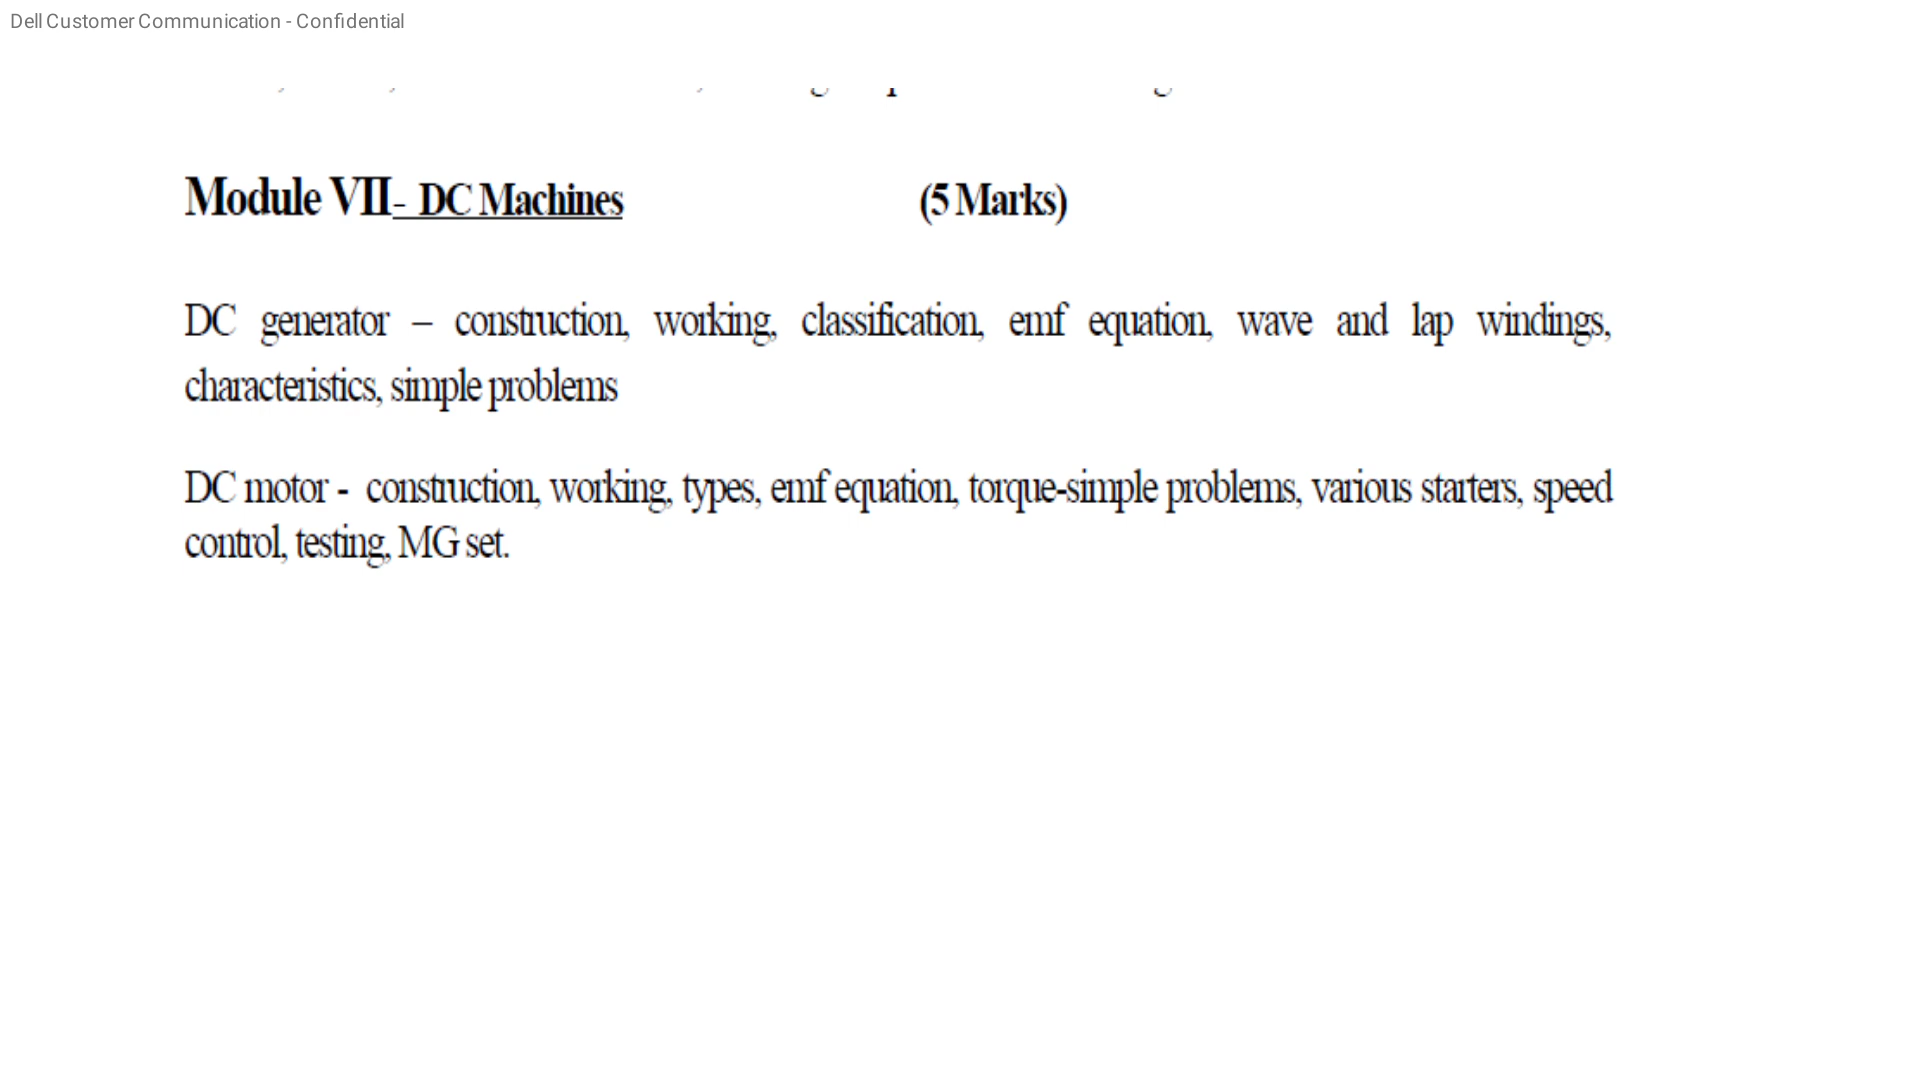 Dell Customer Communication - Confidential
Module VII- DC Machines (5 Marks)
DC generator – construction, working, classification, emf equation, wave and lap windings,
characteristics, simple problems
DC motor - construction, working, types, emf equation, torque-simple problems, various starters, speed
control, testing, MG set.